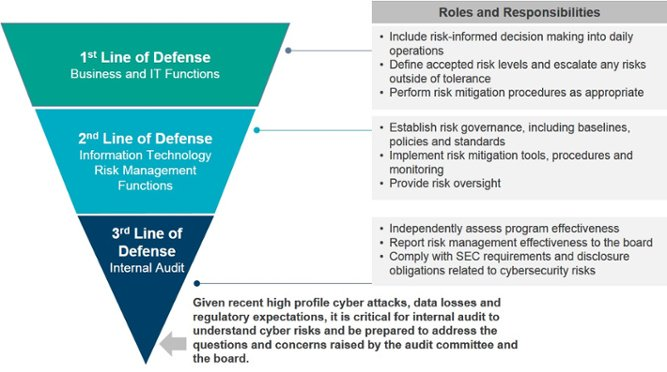 Roles and Responsibilities
1st Line of Defense
Business and IT Functions
• Include risk-informed decision making into daily
operations
• Define accepted risk levels and escalate any risks
outside of tolerance
• Perform risk mitigation procedures as appropriate
2nd Line of Defense
Information Technology
Risk Management
Functions
• Establish risk governance, including baselines,
policies and standards
• Implement risk mitigation tools, procedures and
monitoring
• Provide risk oversight
3rd Line of
Defense
Internal Audit
• Independently assess program effectiveness
• Report risk management effectiveness to the board
• Comply with SEC requirements and disclosure
obligations related to cybersecurity risks
Given recent high profile cyber attacks, data losses and
regulatory expectations, it is critical for internal audit to
understand cyber risks and be prepared to address the
questions and concerns raised by the audit committee and
the board.